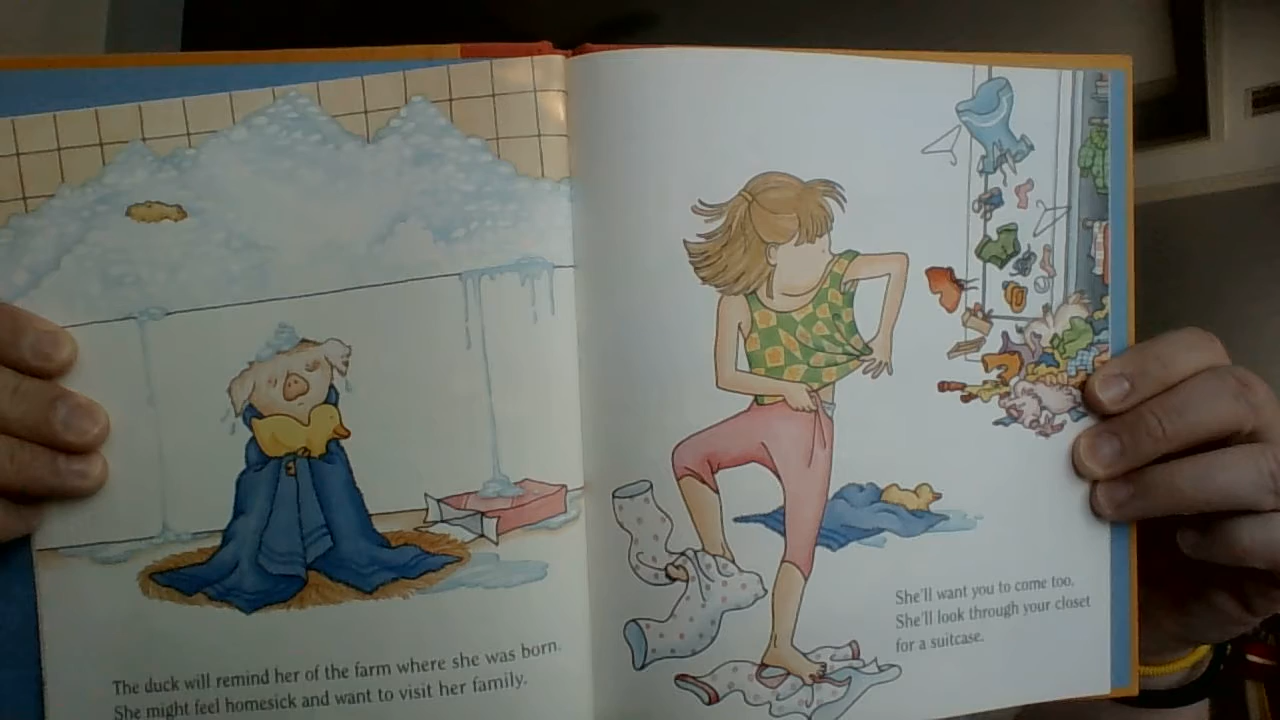 The duck will remind her of the farm where she was born.
She might feel homesick and want to visit her family.
She'll want you to come too.
She'll look through your closet
for a suitcase.